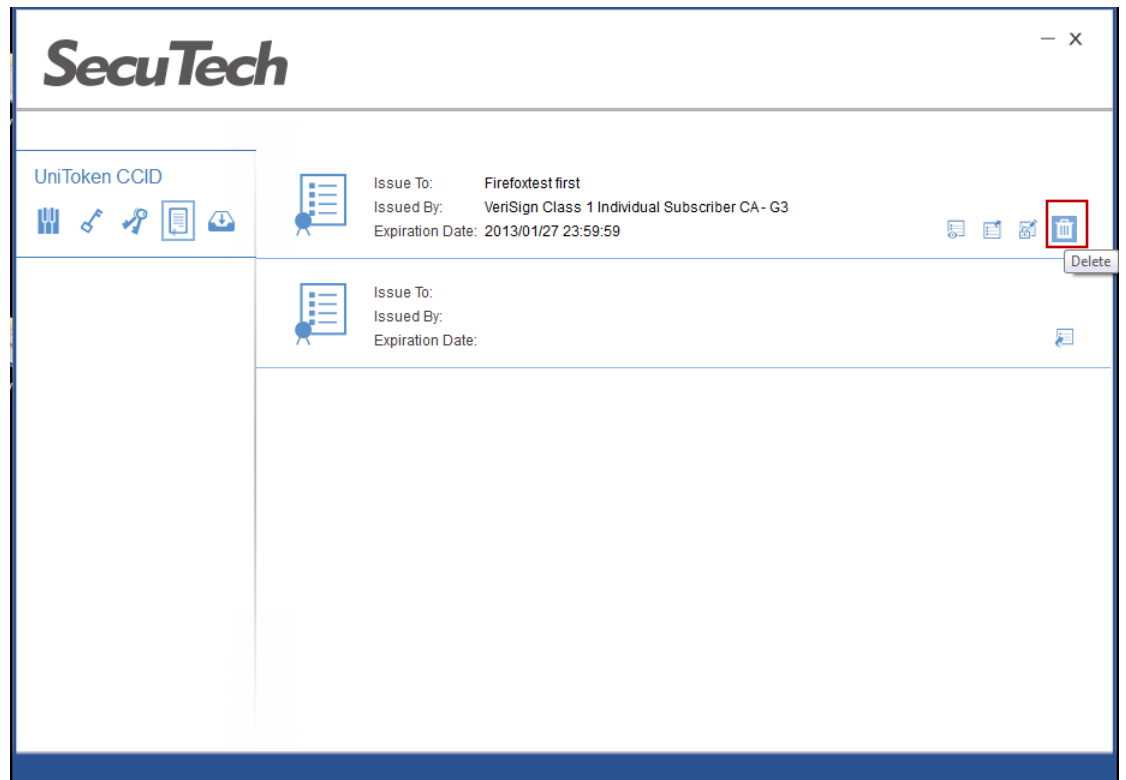 SecuTech
UniToken CCID
Issue To: Firefoxtest first
Issued By: VeriSign Class 1 Individual Subscriber CA - G3
Expiration Date: 2013/01/27 23:59:59
Delete
Issue To:
Issued By:
Expiration Date: